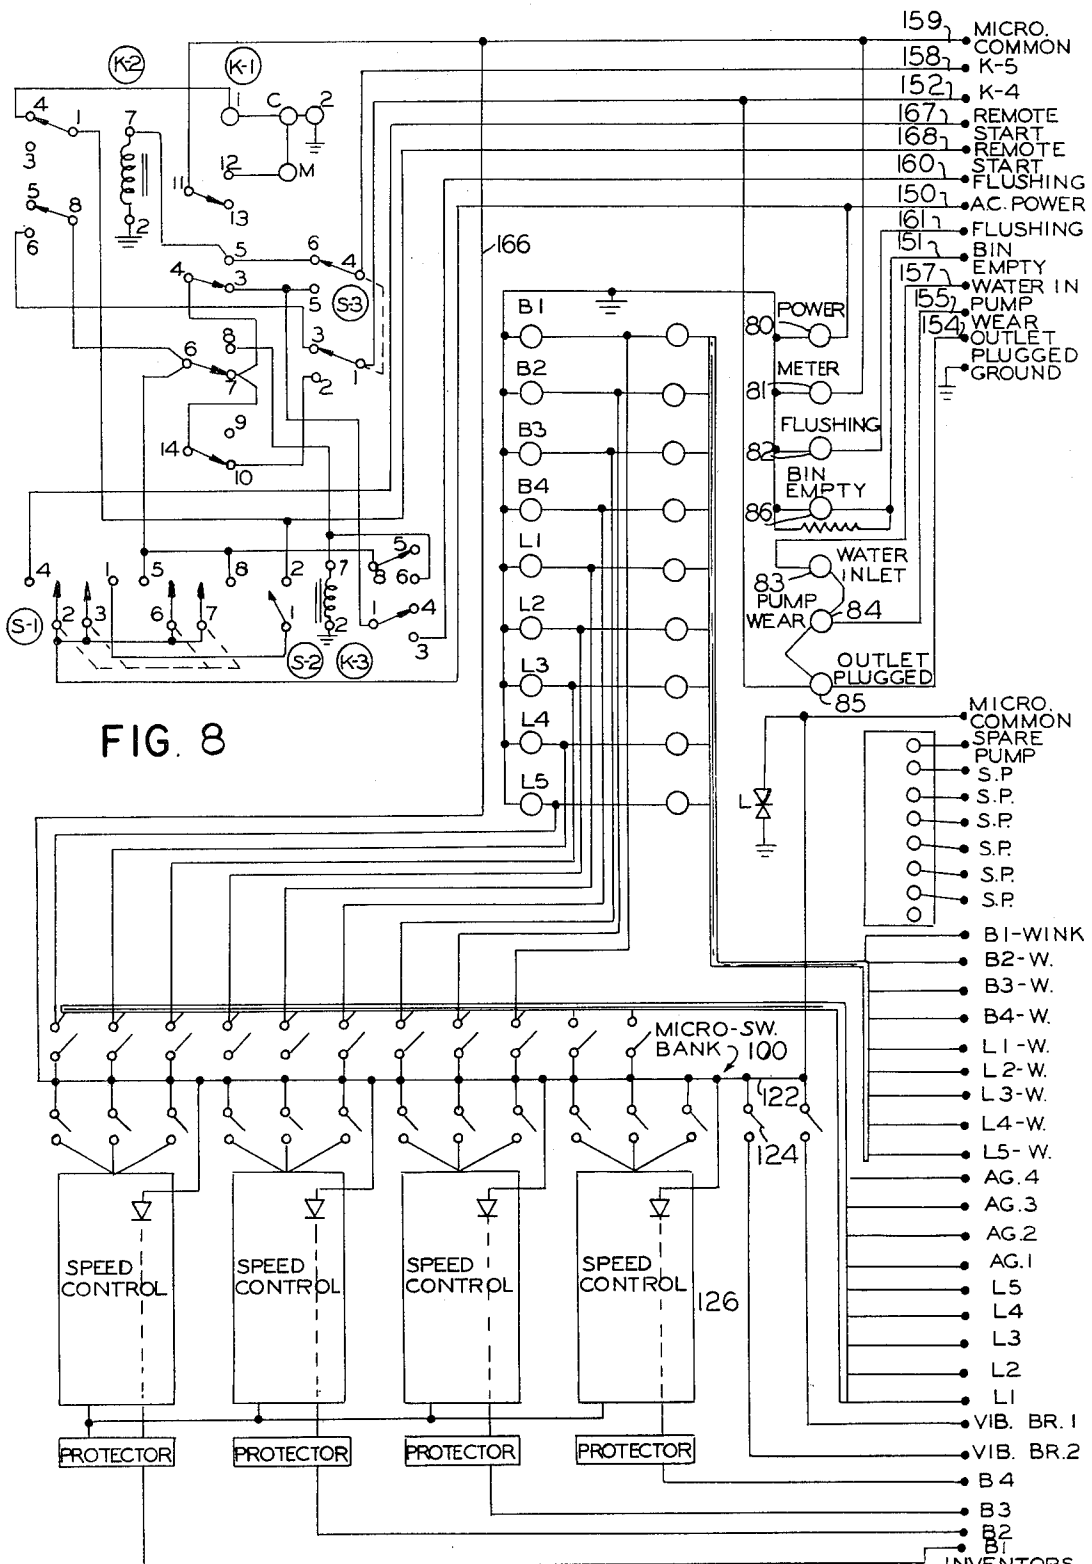 159 MICRO.
COMMON
158 K-5
152 K-4
167 REMOTE
START
168 REMOTE
START
160 FLUSHING
150 A.C. POWER
161 FLUSHING
151 BIN
EMPTY
157 WATER IN
155 PUMP
WEAR
154 OUTLET
PLUGGED
GROUND
K-2 K-1
4 1 7 1 C 2
3 12 M
5 8 2 11 13
6
5 6 4
4 3 5 S-3
8 3
6 7 1
2
9
14 10
166
4 1 5 8 2 7 8 5
6
S-1 2 3 6 7 1 2 1 4
3
S-2 K-3
FIG. 8
B1
B2
B3
B4
L1
L2
L3
L4
L5
POWER
80
METER
81
FLUSHING
82
BIN
EMPTY
86
WATER
INLET
83
PUMP
WEAR 84
OUTLET
PLUGGED
85
L
MICRO.
COMMON
SPARE
PUMP
S.P
S.P.
S.P.
S.P.
S.P.
S.P.
B1-WINK
B2-W.
B3-W.
B4-W.
L1-W.
L2-W.
L3-W.
L4-W.
L5-W.
AG.4
AG.3
AG.2
AG.1
L5
L4
L3
L2
L1
VIB. BR. 1
VIB. BR.2
B4
B3
B2
B1
INVENTORS
MICRO-SW.
BANK 100
122
124
SPEED
CONTROL
SPEED
CONTROL
SPEED
CONTROL
SPEED
CONTROL
126
PROTECTOR
PROTECTOR
PROTECTOR
PROTECTOR